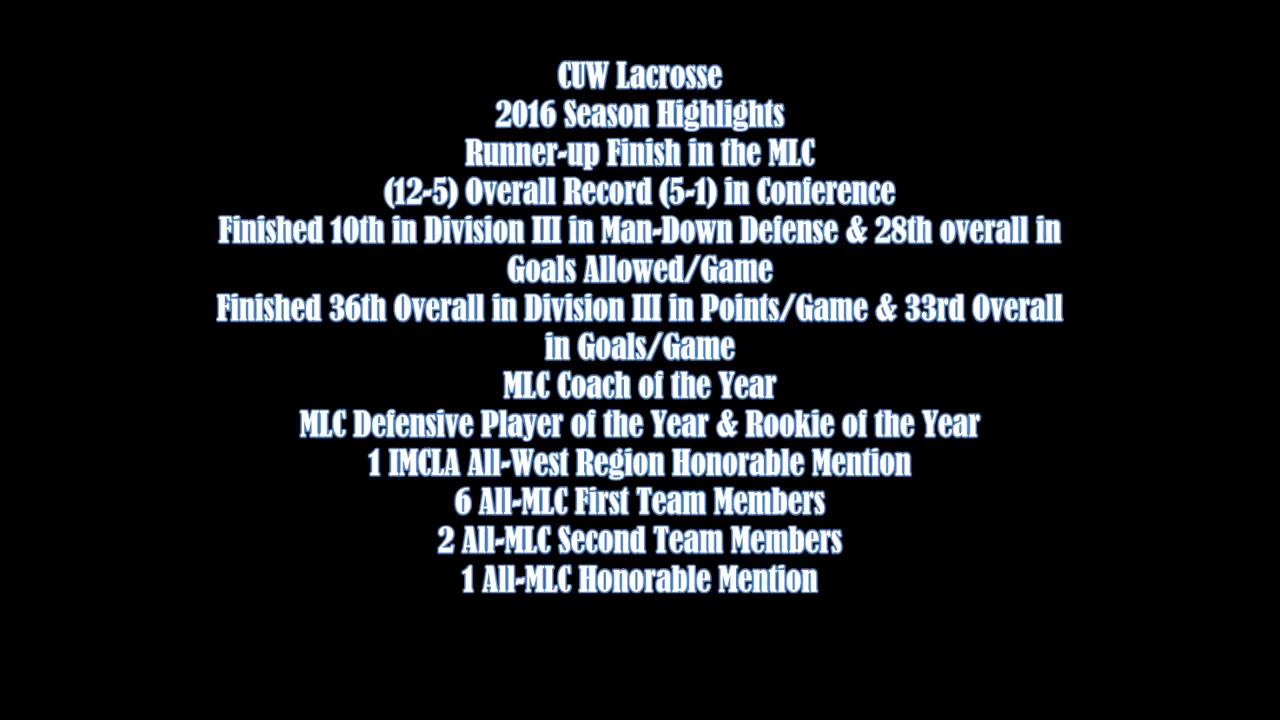 CUW Lacrosse
2016 Season Highlights
Runner-up Finish in the MLC
(12-5) Overall Record (5-1) in Conference
Finished 10th in Division III in Man-Down Defense & 28th overall in
Goals Allowed/Game
Finished 36th Overall in Division III in Points/Game & 33rd Overall
in Goals/Game
MLC Coach of the Year
MLC Defensive Player of the Year & Rookie of the Year
1 IMCLA All-West Region Honorable Mention
6 All-MLC First Team Members
2 All-MLC Second Team Members
1 All-MLC Honorable Mention